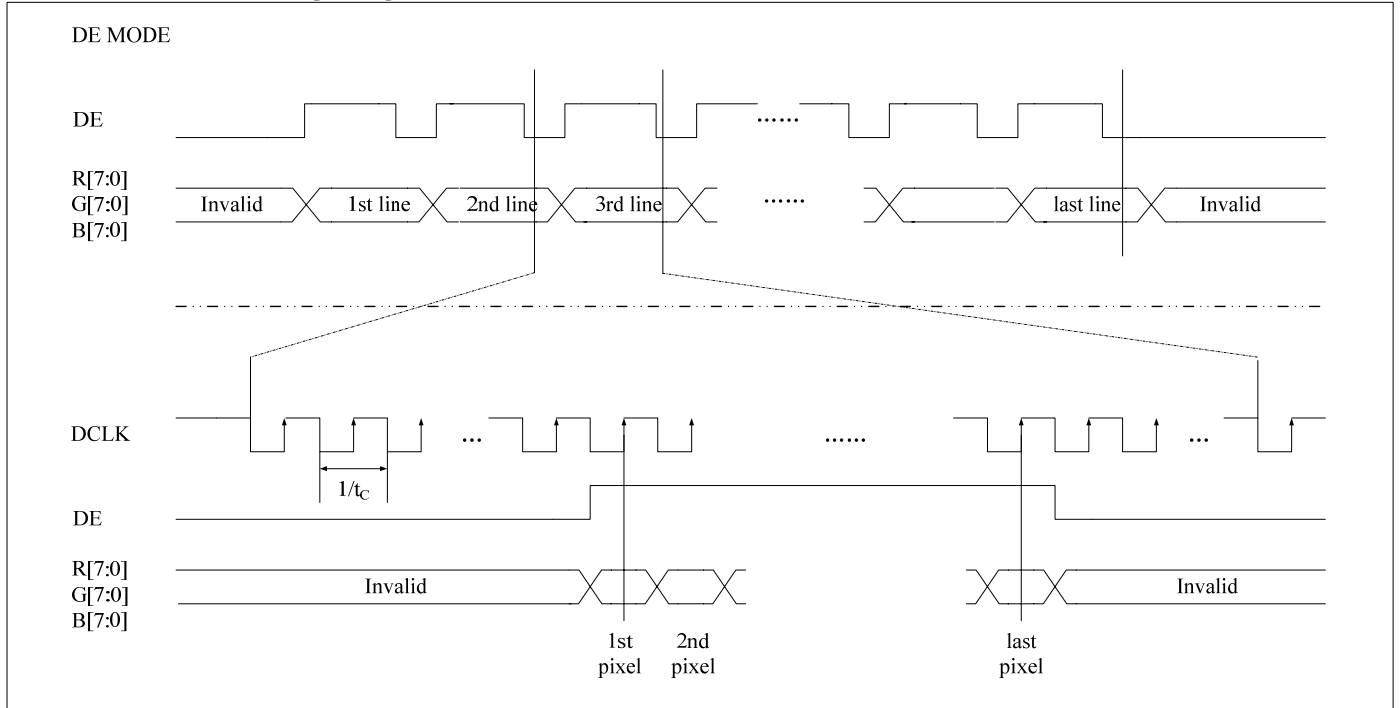 DE MODE
DE
R[7:0]
G[7:0]
B[7:0]
Invalid 1st line 2nd line 3rd line ...... last line Invalid
......
DCLK
... ...... ...
1/tC
DE
R[7:0]
G[7:0]
B[7:0]
Invalid Invalid
1st pixel
2nd pixel
last pixel